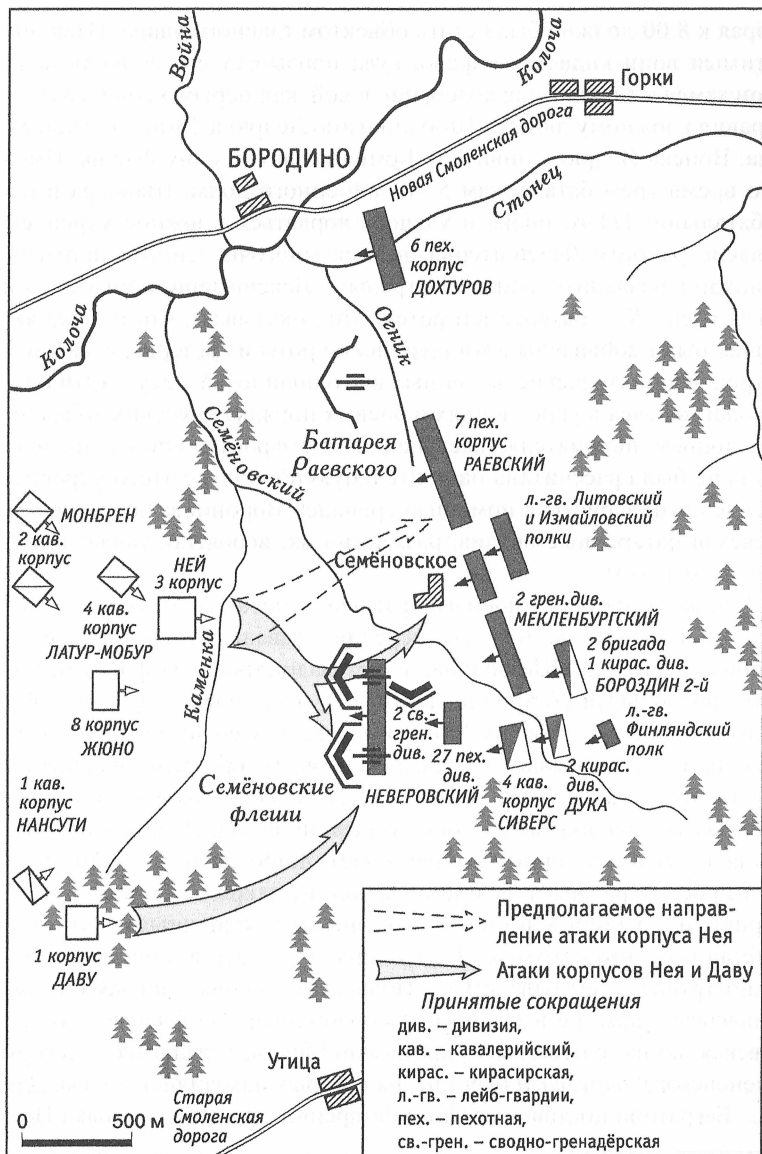 Война
Колоча
Горки
Новая Смоленская дорога
БОРОДИНО
Стонец
6 пех.
корпус
ДОХТУРОВ
Колоча
Огник
Семёновский
Батарея
Раевского
7 пех.
корпус
РАЕВСКИЙ
л.-гв. Литовский
и Измайловский
полки
МОНБРЕН
2 кав.
корпус
НЕЙ
3 корпус
Семёновское
4 кав.
корпус
ЛАТУР-МОБУР
2 грен.див.
МЕКЛЕНБУРГСКИЙ
2 бригада
1 кирас. див.
БОРОЗДИН 2-й
Каменка
8 корпус
ЖЮНО
2 св.-
грен.
див.
л.-гв.
Финляндский
полк
27 пех.
див.
НЕВЕРОВСКИЙ
4 кав.
корпус
СИВЕРС
2 кирас.
див.
ДУКА
1 кав.
корпус
НАНСУТИ
Семёновские
флеши
1 корпус
ДАВУ
Утица
Старая
Смоленская
дорога
0 500 м
Предполагаемое направ-
ление атаки корпуса Нея
Атаки корпусов Нея и Даву
Принятые сокращения
див. – дивизия,
кав. – кавалерийский,
кирас. – кирасирская,
л.-гв. – лейб-гвардии,
пех. – пехотная,
св.-грен. – сводно-гренадёрская